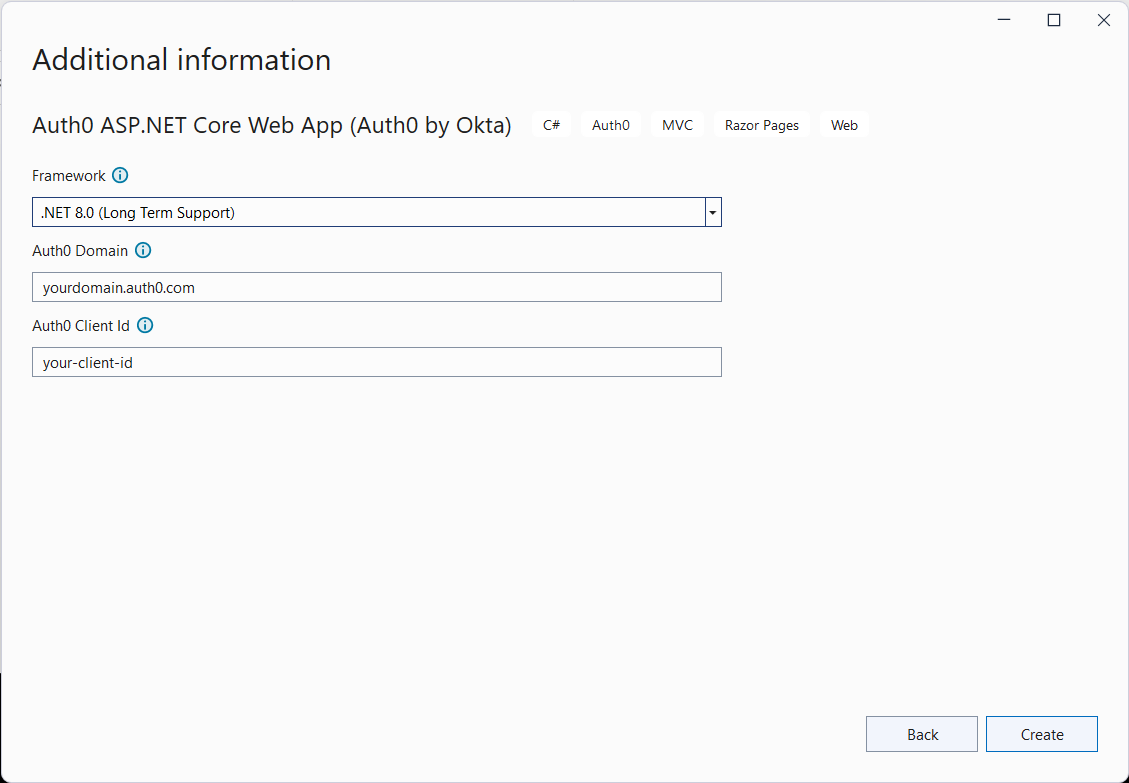 Additional information
Auth0 ASP.NET Core Web App (Auth0 by Okta) C# Auth0 MVC Razor Pages Web
Framework
.NET 8.0 (Long Term Support)
Auth0 Domain
yourdomain.auth0.com
Auth0 Client Id
your-client-id
Back Create